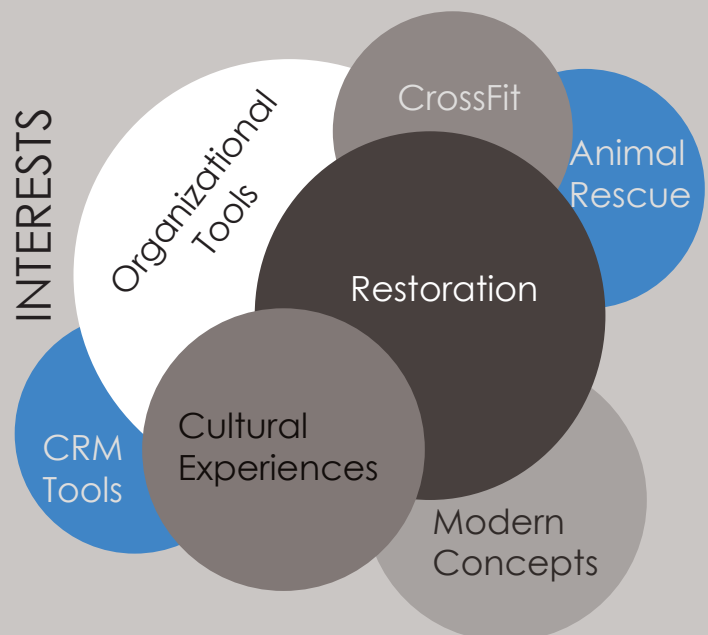 INTERESTS
Organizational
Tools
CrossFit
Animal
Rescue
Restoration
Cultural
Experiences
CRM
Tools
Modern
Concepts